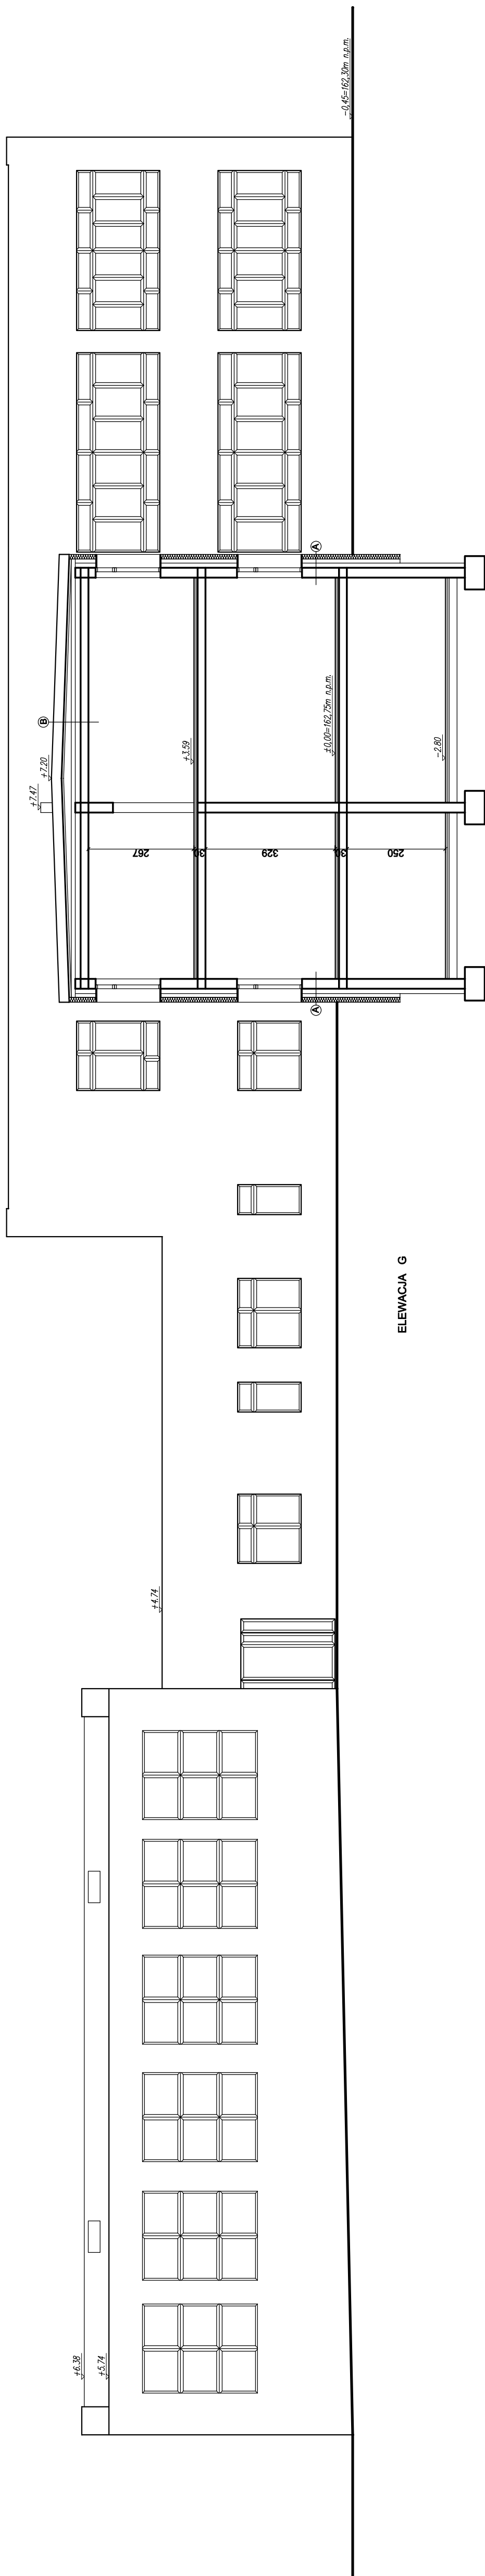 -0,45=162,30m n.p.m.
+7,47
+7,20
B
A
+3,59
±0,00=162,75m n.p.m.
-2,80
267
30
329
30
250
A
+4,74
+6,38
+5,74
ELEWACJA G